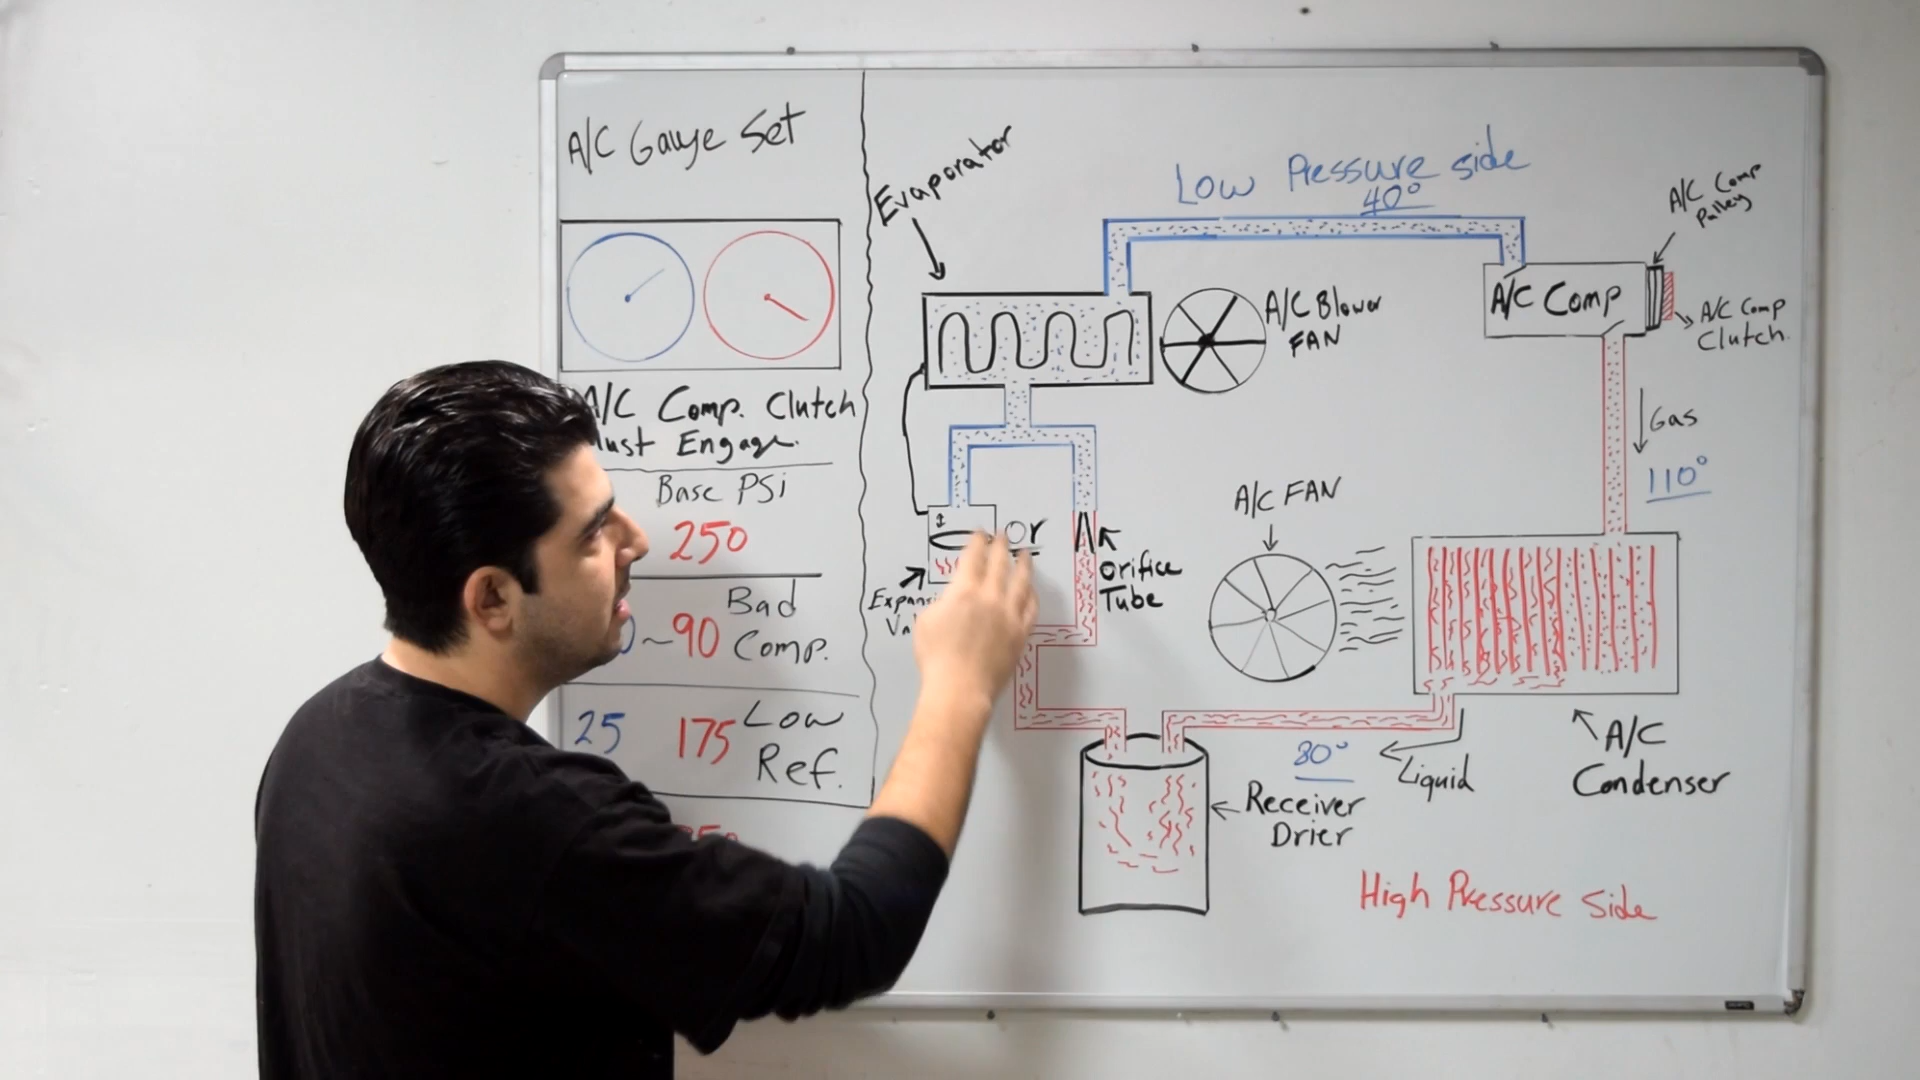 A/C Gauge Set
A/C Comp. Clutch
Must Engage.
Base PSi
250
~90 Bad
Comp.
25 175 Low
Ref.
Evaporator
Low Pressure side
40°
A/C Comp
Pulley
A/C Comp
A/C Comp
Clutch.
A/C Blower
FAN
Gas
110°
A/C FAN
or
Orifice
Tube
A/C
Condenser
80°
Liquid
Receiver
Drier
High Pressure Side